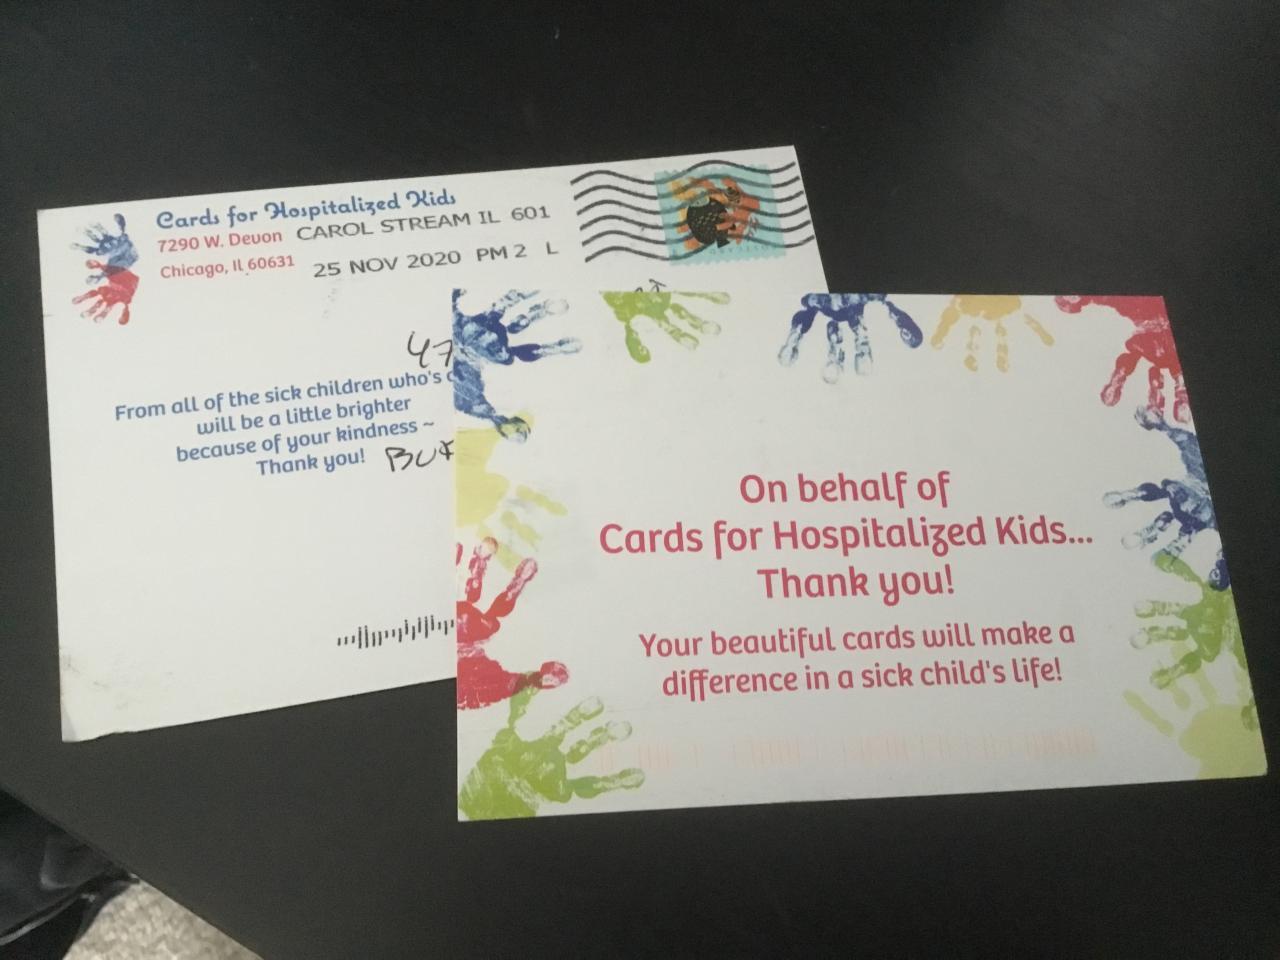 Cards for Hospitalized Kids
7290 W. Devon
Chicago, Il 60631
CAROL STREAM IL 601
25 NOV 2020 PM 2 L
47
From all of the sick children who's
will be a little brighter
because of your kindness ~
Thank you!
On behalf of
Cards for Hospitalized Kids...
Thank you!
Your beautiful cards will make a
difference in a sick child's life!